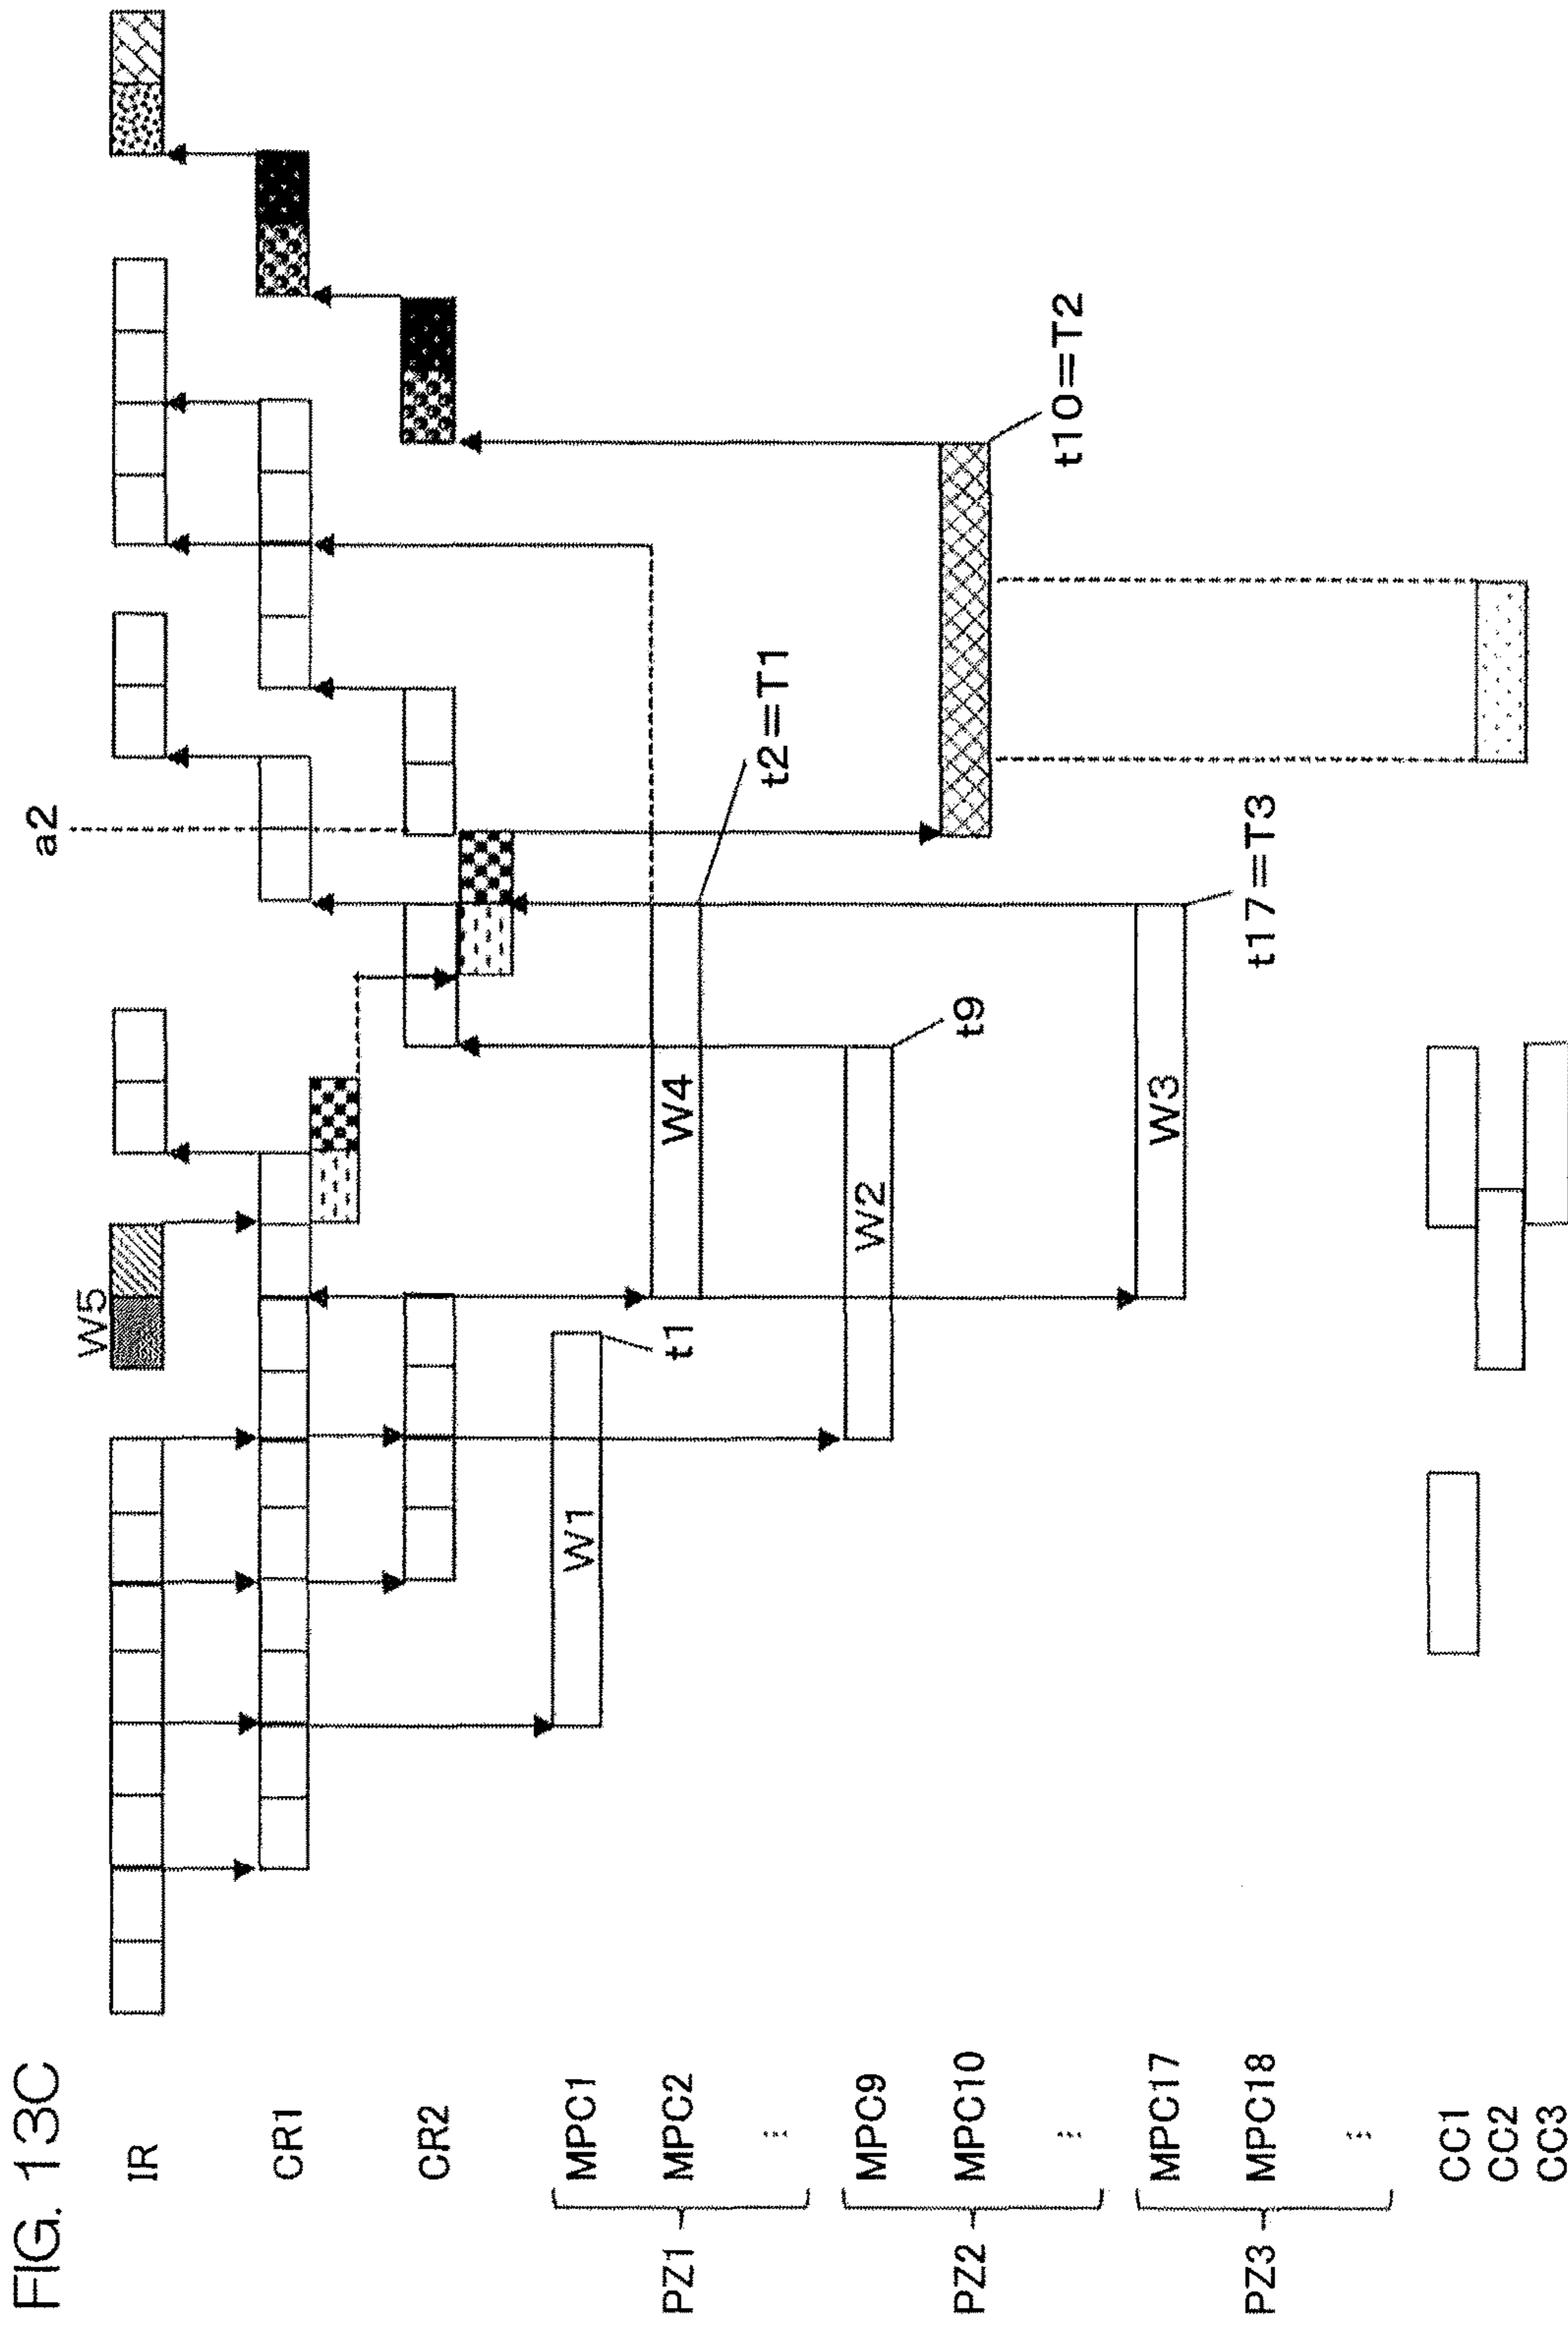 FIG. 13C
IR
CR1
CR2
PZ1
MPC1
MPC2
PZ2
MPC9
MPC10
PZ3
MPC17
MPC18
CC1
CC2
CC3
W5
a2
W1
t1
W4
t2=T1
W2
t9
t10=T2
W3
t17=T3